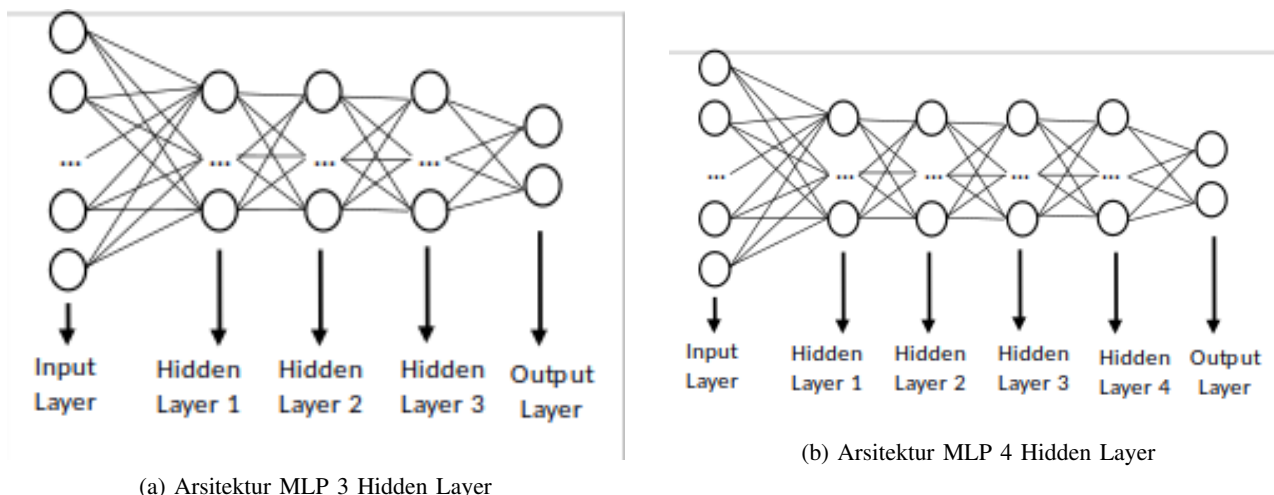 ...
...
...
...
Input
Layer
Hidden
Layer 1
Hidden
Layer 2
Hidden
Layer 3
Output
Layer
(a) Arsitektur MLP 3 Hidden Layer
...
...
...
...
...
Input
Layer
Hidden
Layer 1
Hidden
Layer 2
Hidden
Layer 3
Hidden
Layer 4
Output
Layer
(b) Arsitektur MLP 4 Hidden Layer